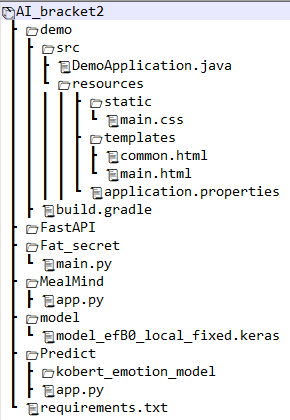 AI_bracket2
demo
src
DemoApplication.java
resources
static
main.css
templates
common.html
main.html
application.properties
build.gradle
FastAPI
Fat_secret
main.py
MealMind
app.py
model
model_efB0_local_fixed.keras
Predict
kobert_emotion_model
app.py
requirements.txt